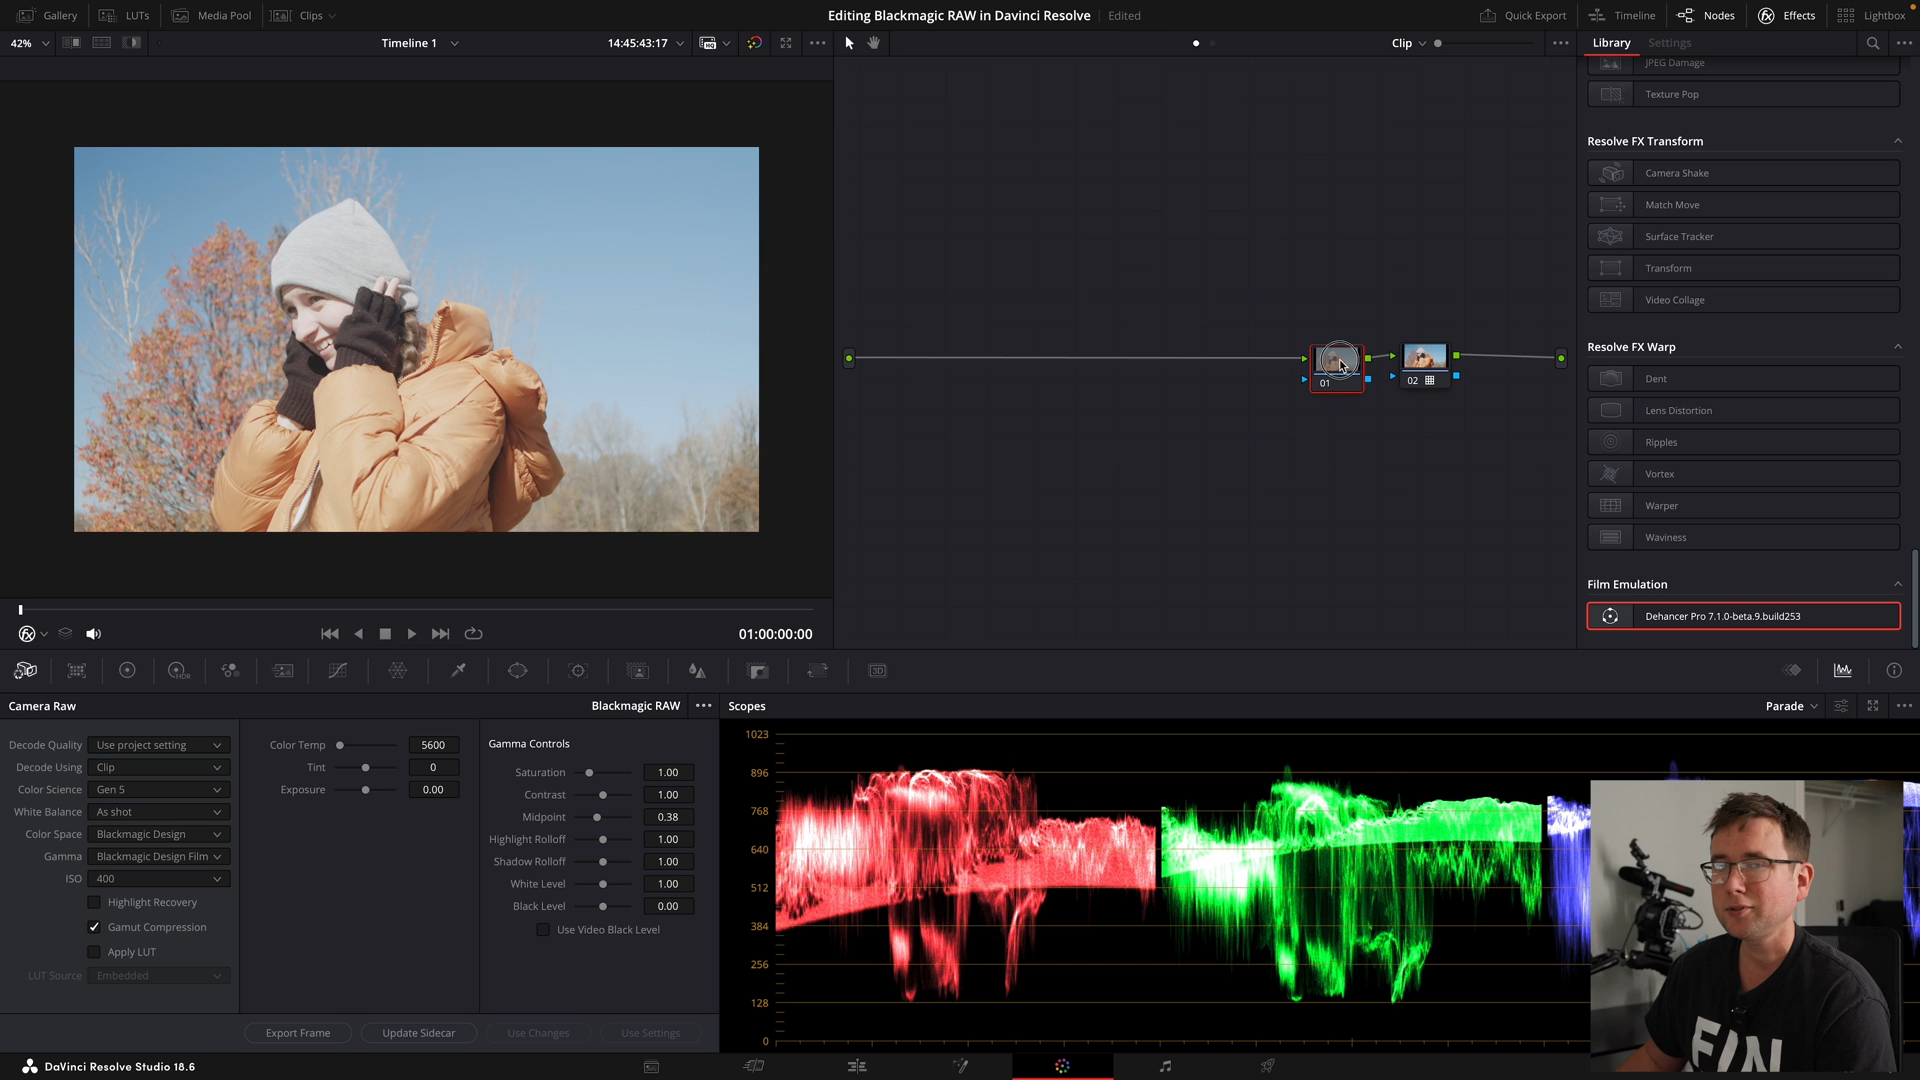 Gallery LUTs Media Pool Clips Editing Blackmagic RAW in Davinci Resolve Edited Quick Export Timeline Nodes Effects Lightbox
42% Timeline 1 14:45:43:17 Clip Library Settings
JPEG Damage
Texture Pop
Resolve FX Transform
Camera Shake
Match Move
Surface Tracker
Transform
Video Collage
Resolve FX Warp
01 02
Dent
Lens Distortion
Ripples
Vortex
Warper
Waviness
Film Emulation
Dehancer Pro 7.1.0-beta.9.build253
01:00:00:00
HDR 3D
Camera Raw Blackmagic RAW Scopes Parade
Decode Quality Use project setting
Decode Using Clip
Color Science Gen 5
White Balance As shot
Color Space Blackmagic Design
Gamma Blackmagic Design Film
ISO 400
Highlight Recovery
Gamut Compression
Apply LUT
LUT Source Embedded
Color Temp 5600
Tint 0
Exposure 0.00
Gamma Controls
Saturation 1.00
Contrast 1.00
Midpoint 0.38
Highlight Rolloff 1.00
Shadow Rolloff 1.00
White Level 1.00
Black Level 0.00
Use Video Black Level
1023
896
768
640
512
384
256
128
0
Export Frame Update Sidecar Use Changes Use Settings
DaVinci Resolve Studio 18.6